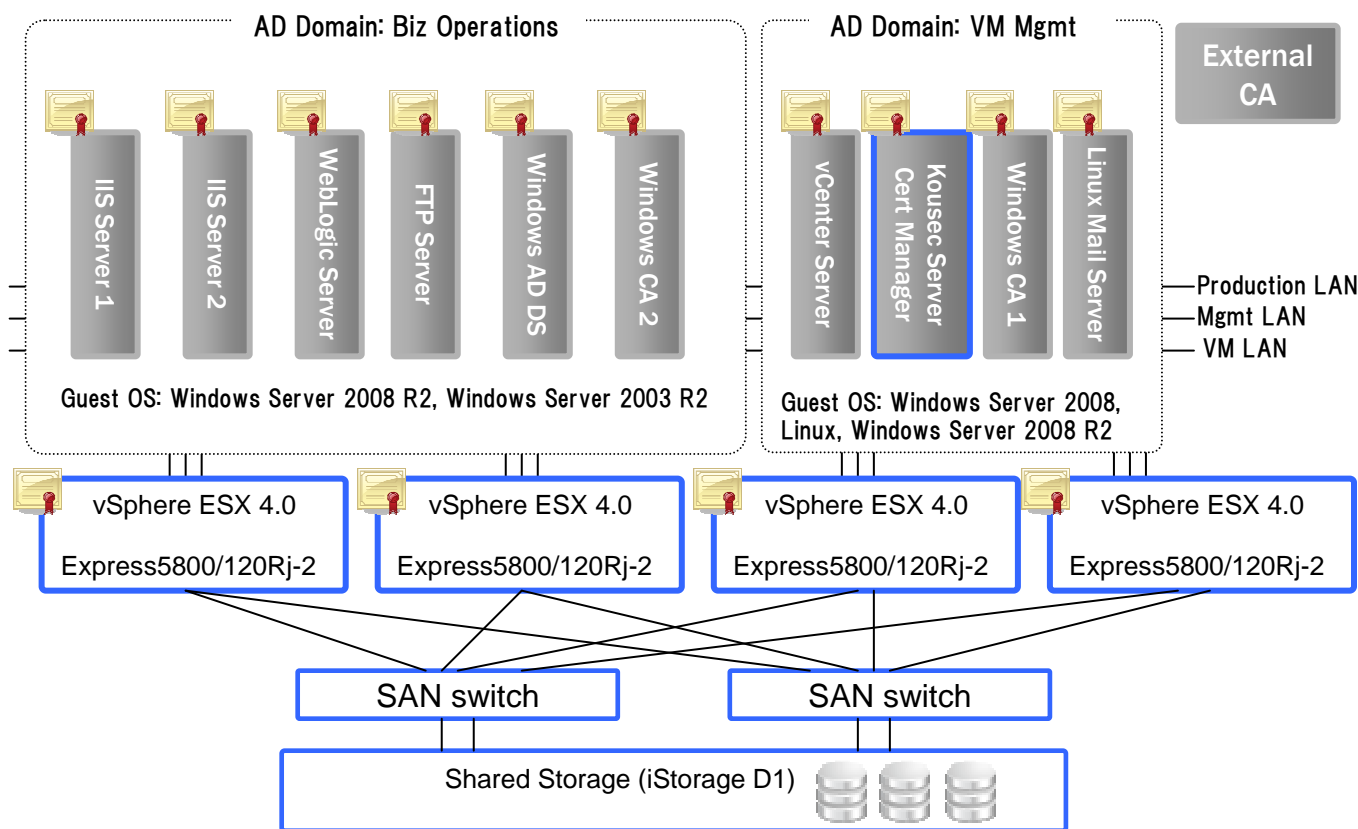 AD Domain: Biz Operations
AD Domain: VM Mgmt
External
CA
IIS Server 1
IIS Server 2
WebLogic Server
FTP Server
Windows AD DS
Windows CA 2
vCenter Server
Kousec Server
Cert Manager
Windows CA 1
Linux Mail Server
Production LAN
Mgmt LAN
VM LAN
Guest OS: Windows Server 2008 R2, Windows Server 2003 R2
Guest OS: Windows Server 2008,
Linux, Windows Server 2008 R2
vSphere ESX 4.0
Express5800/120Rj-2
vSphere ESX 4.0
Express5800/120Rj-2
vSphere ESX 4.0
Express5800/120Rj-2
vSphere ESX 4.0
Express5800/120Rj-2
SAN switch
SAN switch
Shared Storage (iStorage D1)